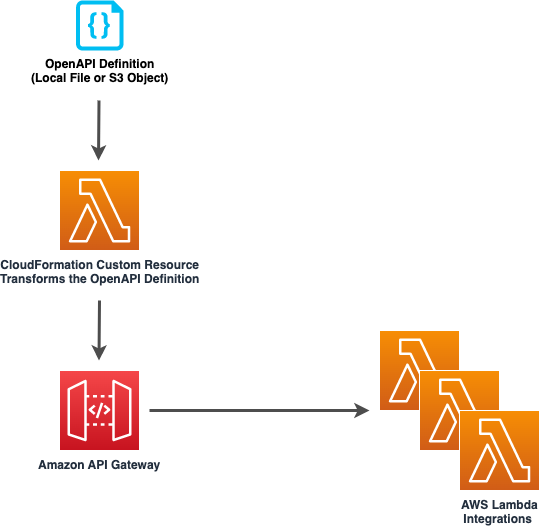 {}
OpenAPI Definition
(Local File or S3 Object)
CloudFormation Custom Resource
Transforms the OpenAPI Definition
</>
Amazon API Gateway
AWS Lambda
Integrations